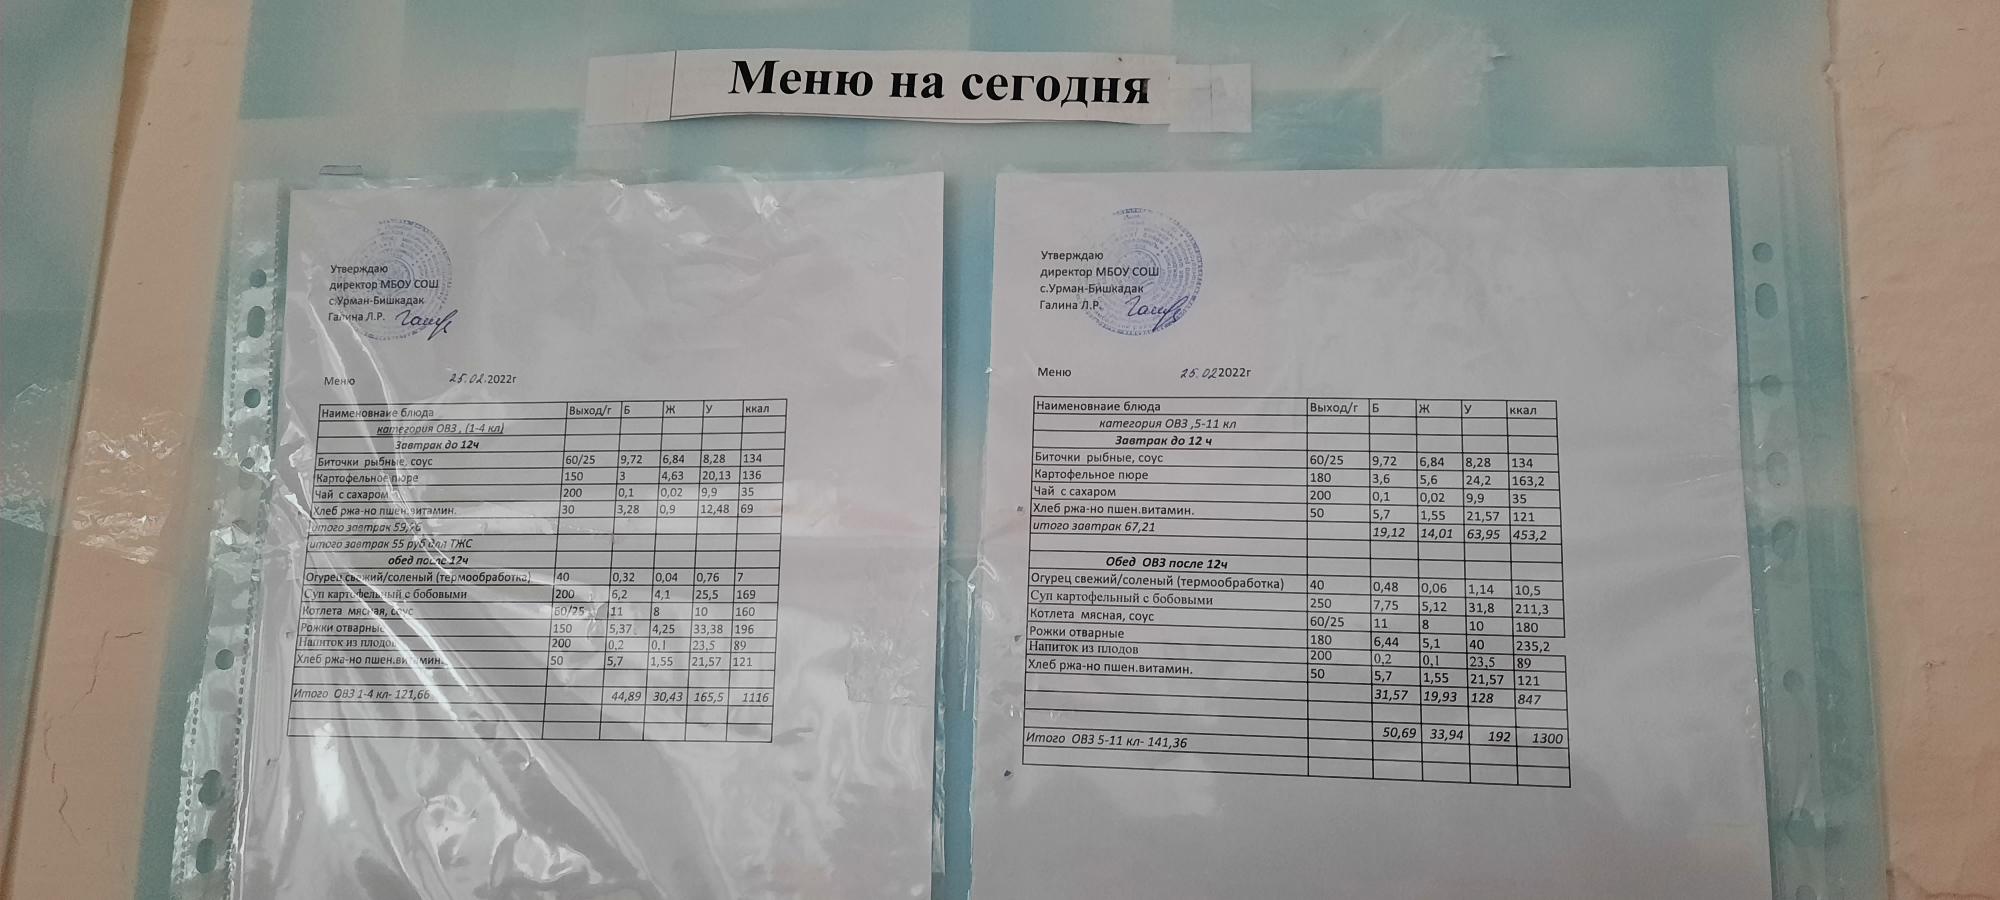 Меню на сегодня
Утверждаю
директор МБОУ СОШ
с.Урман-Бишкадак
Галина Л.Р.
Меню 25.02.2022г
Наименовнаие блюда Выход/г Б Ж У ккал
категория ОВЗ , (1-4 кл)
Завтрак до 12ч
Биточки рыбные, соус 60/25 9,72 6,84 8,28 134
Картофельное пюре 150 3 4,63 20,13 136
Чай с сахаром 200 0,1 0,02 9,9 35
Хлеб ржа-но пшен.витамин. 30 3,28 0,9 12,48 69
итого завтрак 59,76
итого завтрак 55 руб для ТЖС
обед после 12ч
Огурец свежий/соленый (термообработка) 40 0,32 0,04 0,76 7
Суп картофельный с бобовыми 200 6,2 4,1 25,5 169
Котлета мясная, соус 60/25 11 8 10 160
Рожки отварные 150 5,37 4,25 33,38 196
Напиток из плодов 200 0,2 0,1 23,5 89
Хлеб ржа-но пшен.витамин. 50 5,7 1,55 21,57 121
Итого ОВЗ 1-4 кл- 121,66 44,89 30,43 165,5 1116
Утверждаю
директор МБОУ СОШ
с.Урман-Бишкадак
Галина Л.Р.
Меню 25.022022г
Наименовнаие блюда Выход/г Б Ж У ккал
категория ОВЗ ,5-11 кл
Завтрак до 12 ч
Биточки рыбные, соус 60/25 9,72 6,84 8,28 134
Картофельное пюре 180 3,6 5,6 24,2 163,2
Чай с сахаром 200 0,1 0,02 9,9 35
Хлеб ржа-но пшен.витамин. 50 5,7 1,55 21,57 121
итого завтрак 67,21 19,12 14,01 63,95 453,2
Обед ОВЗ после 12ч
Огурец свежий/соленый (термообработка) 40 0,48 0,06 1,14 10,5
Суп картофельный с бобовыми 250 7,75 5,12 31,8 211,3
Котлета мясная, соус 60/25 11 8 10 180
Рожки отварные 180 6,44 5,1 40 235,2
Напиток из плодов 200 0,2 0,1 23,5 89
Хлеб ржа-но пшен.витамин. 50 5,7 1,55 21,57 121
31,57 19,93 128 847
Итого ОВЗ 5-11 кл- 141,36 50,69 33,94 192 1300